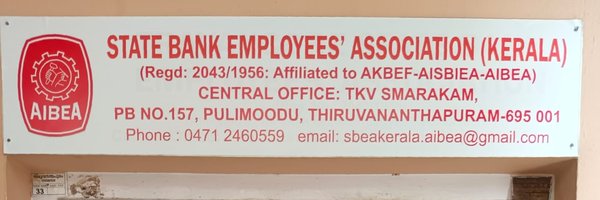 STATE BANK EMPLOYEES' ASSOCIATION (KERALA)
(Regd: 2043/1956: Affiliated to AKBEF-AISBIEA-AIBEA)
CENTRAL OFFICE: TKV SMARAKAM,
PB NO.157, PULIMOODU, THIRUVANANTHAPURAM-695 001
Phone : 0471 2460559 email: sbeakerala.aibea@gmail.com
AIBEA
33